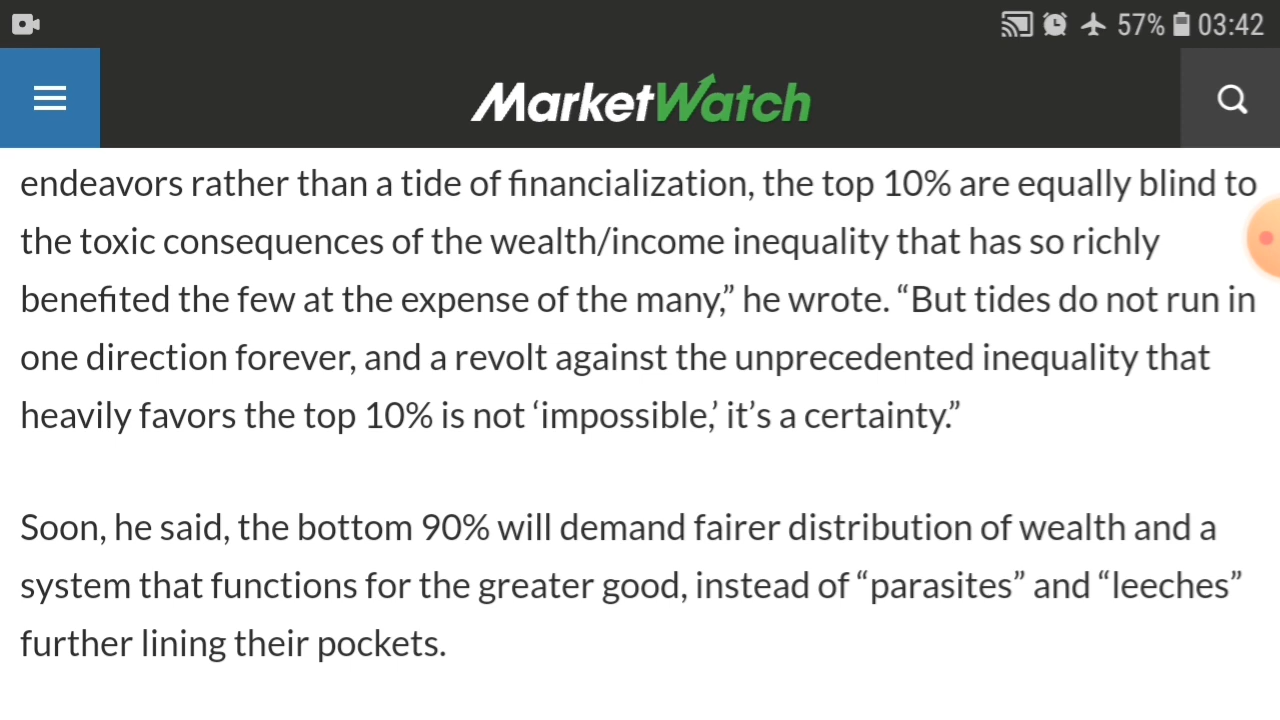 57% 03:42
MarketWatch
endeavors rather than a tide of financialization, the top 10% are equally blind to
the toxic consequences of the wealth/income inequality that has so richly
benefited the few at the expense of the many,” he wrote. “But tides do not run in
one direction forever, and a revolt against the unprecedented inequality that
heavily favors the top 10% is not ‘impossible,’ it’s a certainty.”
Soon, he said, the bottom 90% will demand fairer distribution of wealth and a
system that functions for the greater good, instead of “parasites” and “leeches”
further lining their pockets.